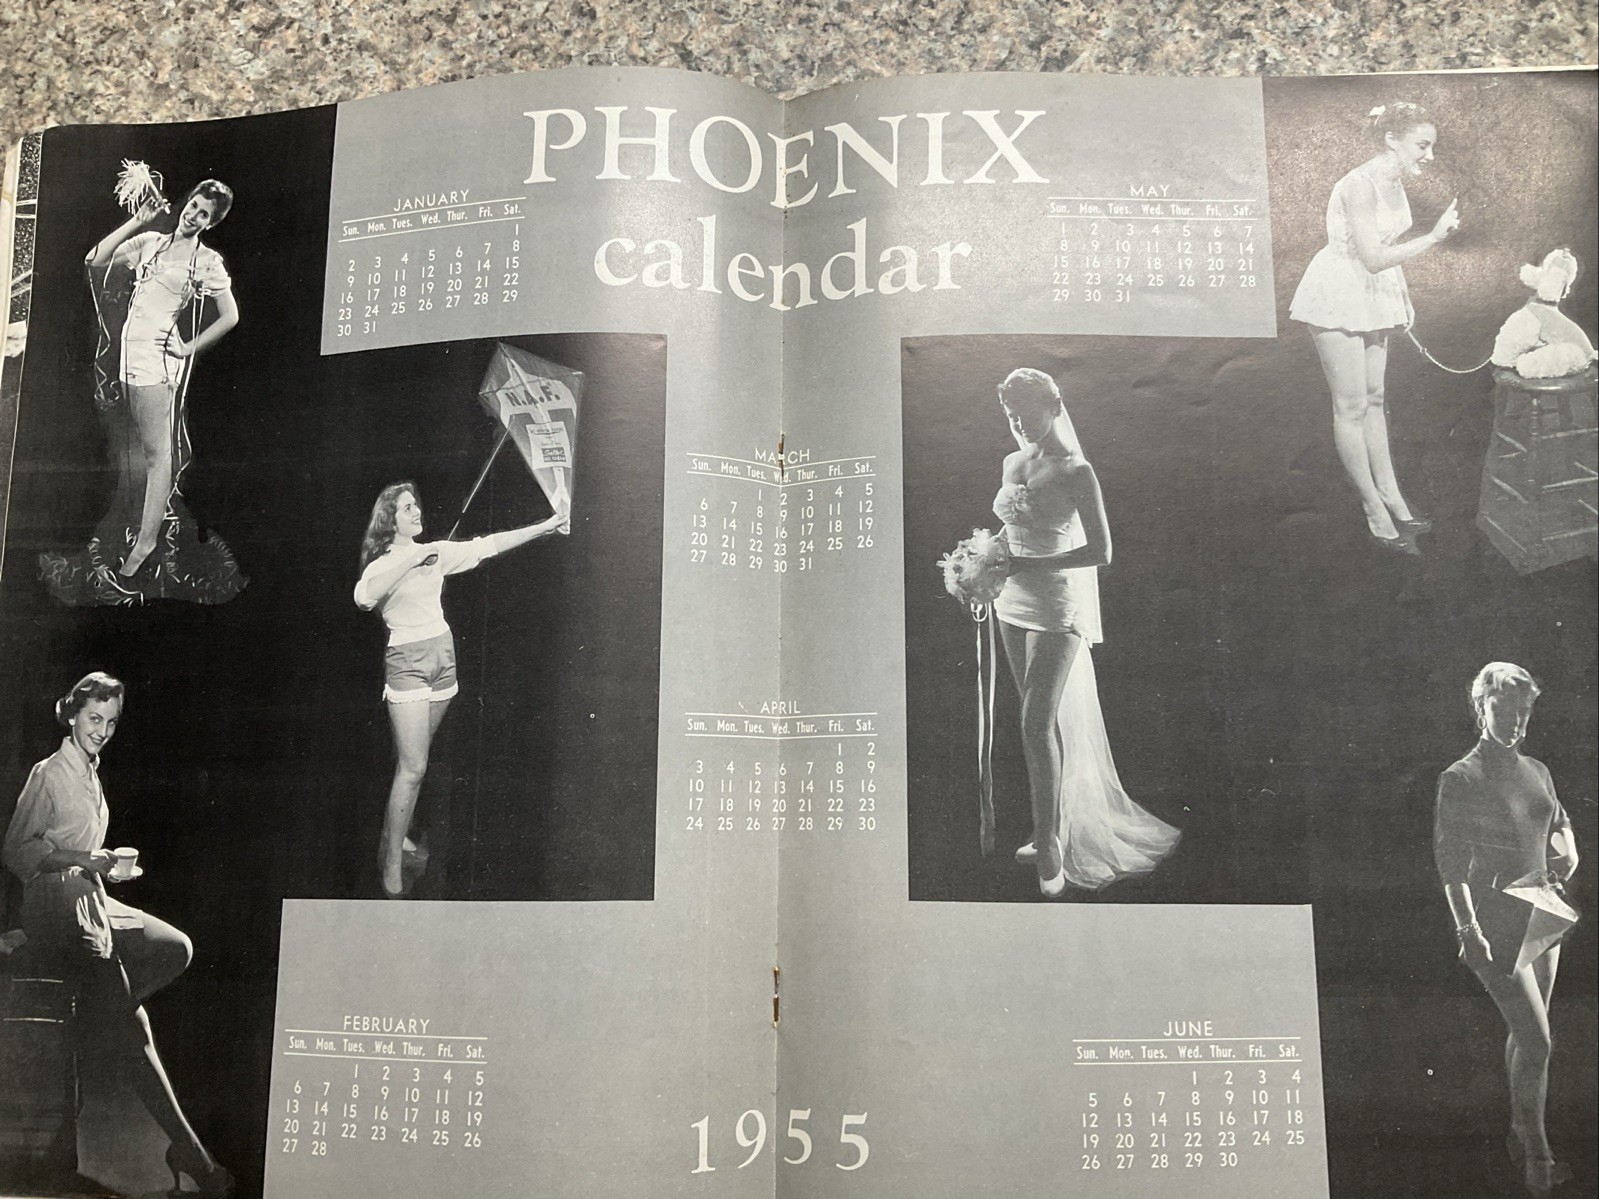 PHOENIX
calendar
JANUARY
Sun. Mon. Tues. Wed. Thur. Fri. Sat.
1
2 3 4 5 6 7 8
9 10 11 12 13 14 15
16 17 18 19 20 21 22
23 24 25 26 27 28 29
30 31
MAY
Sun. Mon. Tues. Wed. Thur. Fri. Sat.
1 2 3 4 5 6 7
8 9 10 11 12 13 14
15 16 17 18 19 20 21
22 23 24 25 26 27 28
29 30 31
N.A.F.
MARCH
Sun. Mon. Tues. Wed. Thur. Fri. Sat.
1 2 3 4 5
6 7 8 9 10 11 12
13 14 15 16 17 18 19
20 21 22 23 24 25 26
27 28 29 30 31
APRIL
Sun. Mon. Tues. Wed. Thur. Fri. Sat.
1 2
3 4 5 6 7 8 9
10 11 12 13 14 15 16
17 18 19 20 21 22 23
24 25 26 27 28 29 30
FEBRUARY
Sun. Mon. Tues. Wed. Thur. Fri. Sat.
1 2 3 4 5
6 7 8 9 10 11 12
13 14 15 16 17 18 19
20 21 22 23 24 25 26
27 28
JUNE
Sun. Mon. Tues. Wed. Thur. Fri. Sat.
1 2 3 4
5 6 7 8 9 10 11
12 13 14 15 16 17 18
19 20 21 22 23 24 25
26 27 28 29 30
1955